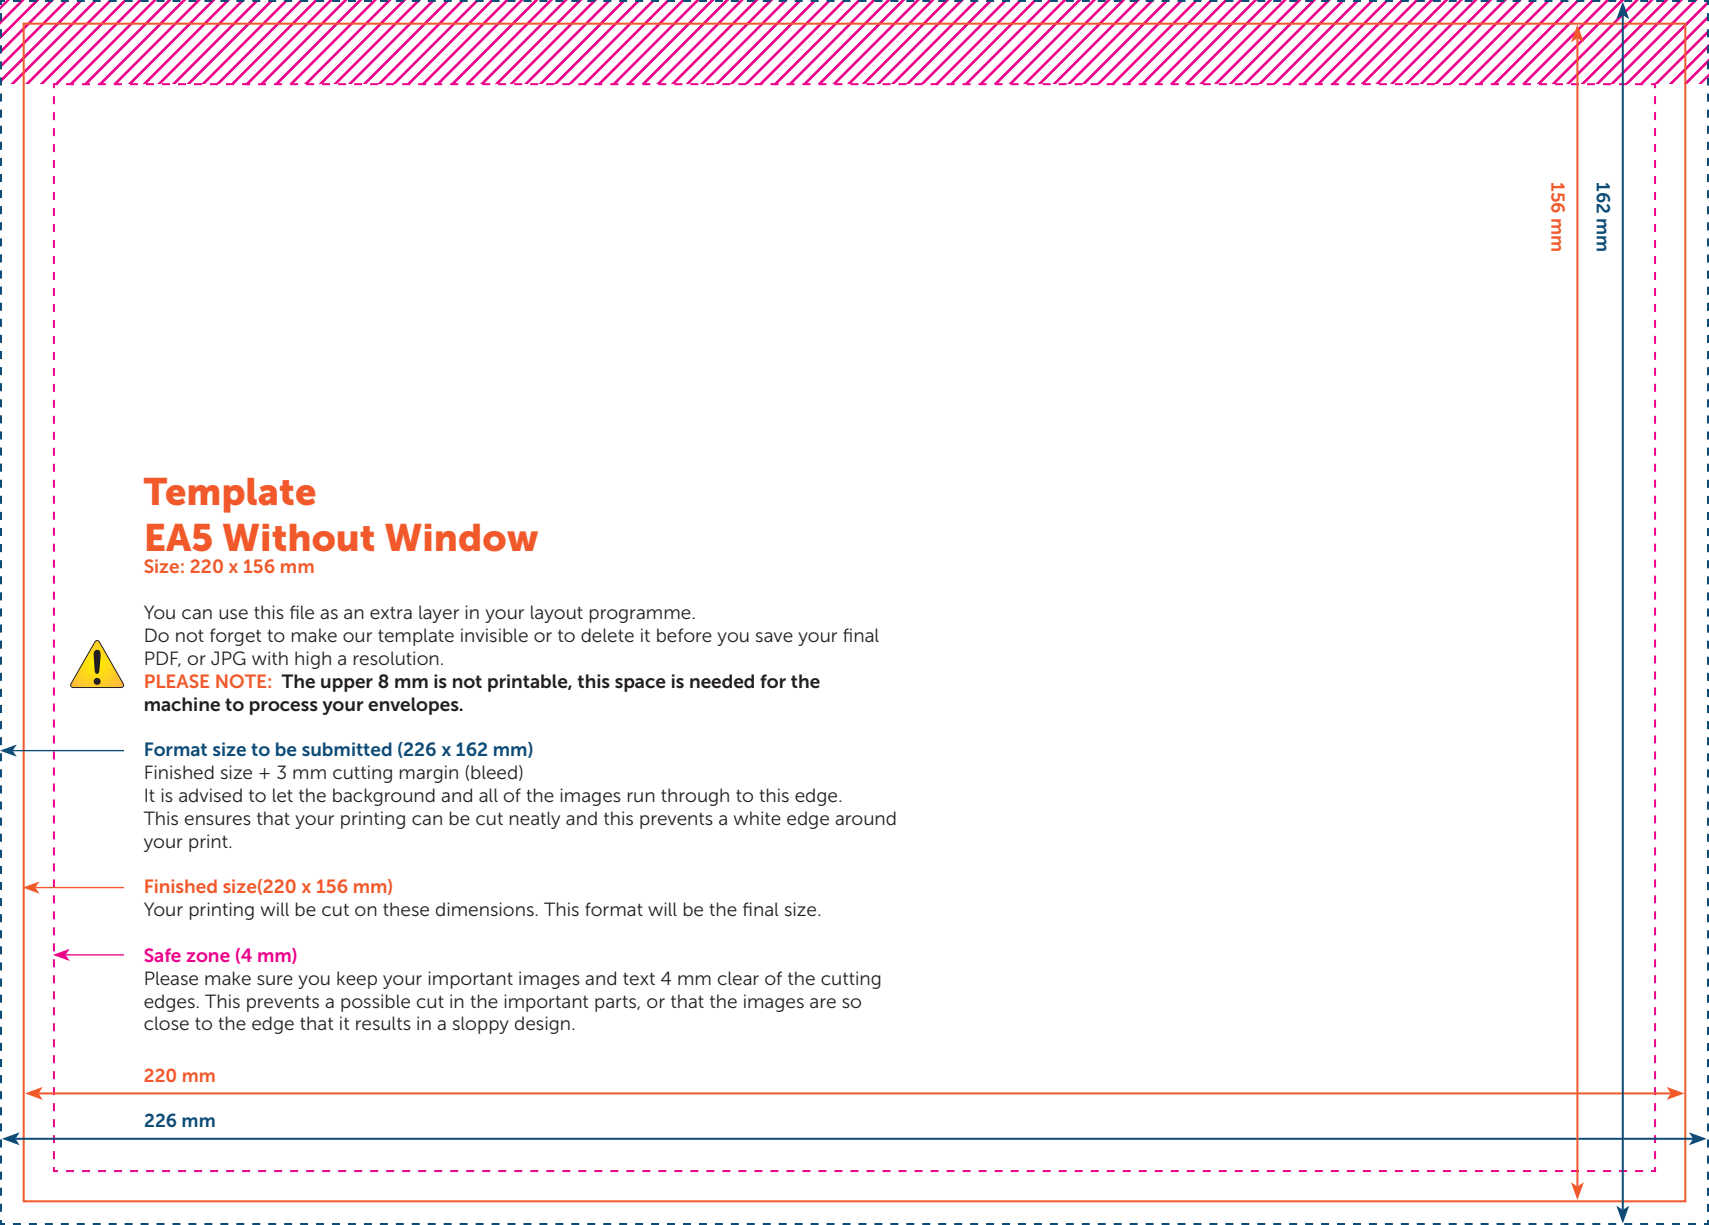 156 mm
162 mm
Template
EA5 Without Window
Size: 220 x 156 mm
You can use this file as an extra layer in your layout programme.
Do not forget to make our template invisible or to delete it before you save your final
PDF, or JPG with high a resolution.
PLEASE NOTE: The upper 8 mm is not printable, this space is needed for the
machine to process your envelopes.
Format size to be submitted (226 x 162 mm)
Finished size + 3 mm cutting margin (bleed)
It is advised to let the background and all of the images run through to this edge.
This ensures that your printing can be cut neatly and this prevents a white edge around
your print.
Finished size(220 x 156 mm)
Your printing will be cut on these dimensions. This format will be the final size.
Safe zone (4 mm)
Please make sure you keep your important images and text 4 mm clear of the cutting
edges. This prevents a possible cut in the important parts, or that the images are so
close to the edge that it results in a sloppy design.
220 mm
226 mm